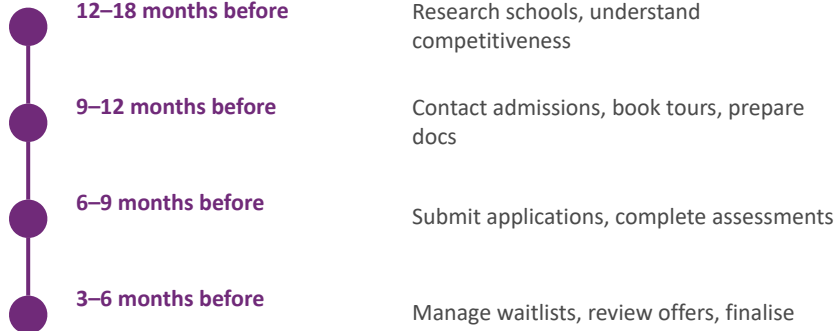 12–18 months before
Research schools, understand
competitiveness
9–12 months before
Contact admissions, book tours, prepare
docs
6–9 months before
Submit applications, complete assessments
3–6 months before
Manage waitlists, review offers, finalise